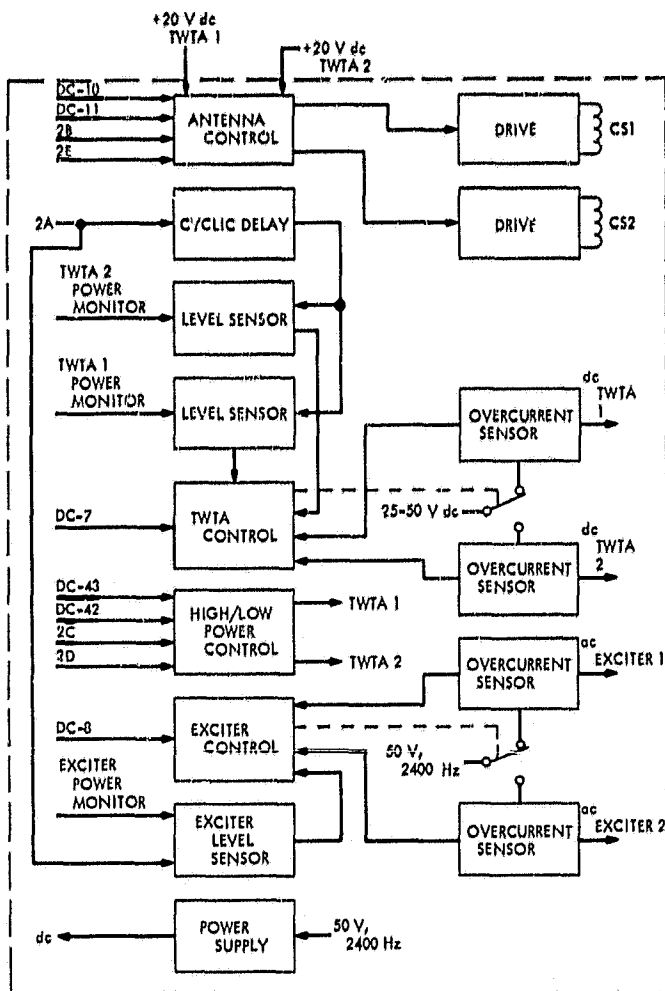 +20 V dc
TWTA 1
+20 V dc
TWTA 2
DC-10
DC-11
2B
2E
ANTENNA
CONTROL
DRIVE
CS1
2A
C'/CLIC DELAY
DRIVE
CS2
TWTA 2
POWER
MONITOR
LEVEL SENSOR
TWTA 1
POWER
MONITOR
LEVEL SENSOR
OVERCURRENT
SENSOR
dc
TWTA
1
DC-7
TWTA
CONTROL
25-50 V dc
OVERCURRENT
SENSOR
dc
TWTA
2
DC-43
DC-42
2C
3D
HIGH/LOW
POWER
CONTROL
TWTA 1
TWTA 2
OVERCURRENT
SENSOR
ac
EXCITER 1
DC-8
EXCITER
CONTROL
50 V,
2400 Hz
EXCITER
POWER
MONITOR
EXCITER
LEVEL
SENSOR
OVERCURRENT
SENSOR
ac
EXCITER 2
dc
POWER
SUPPLY
50 V,
2400 Hz